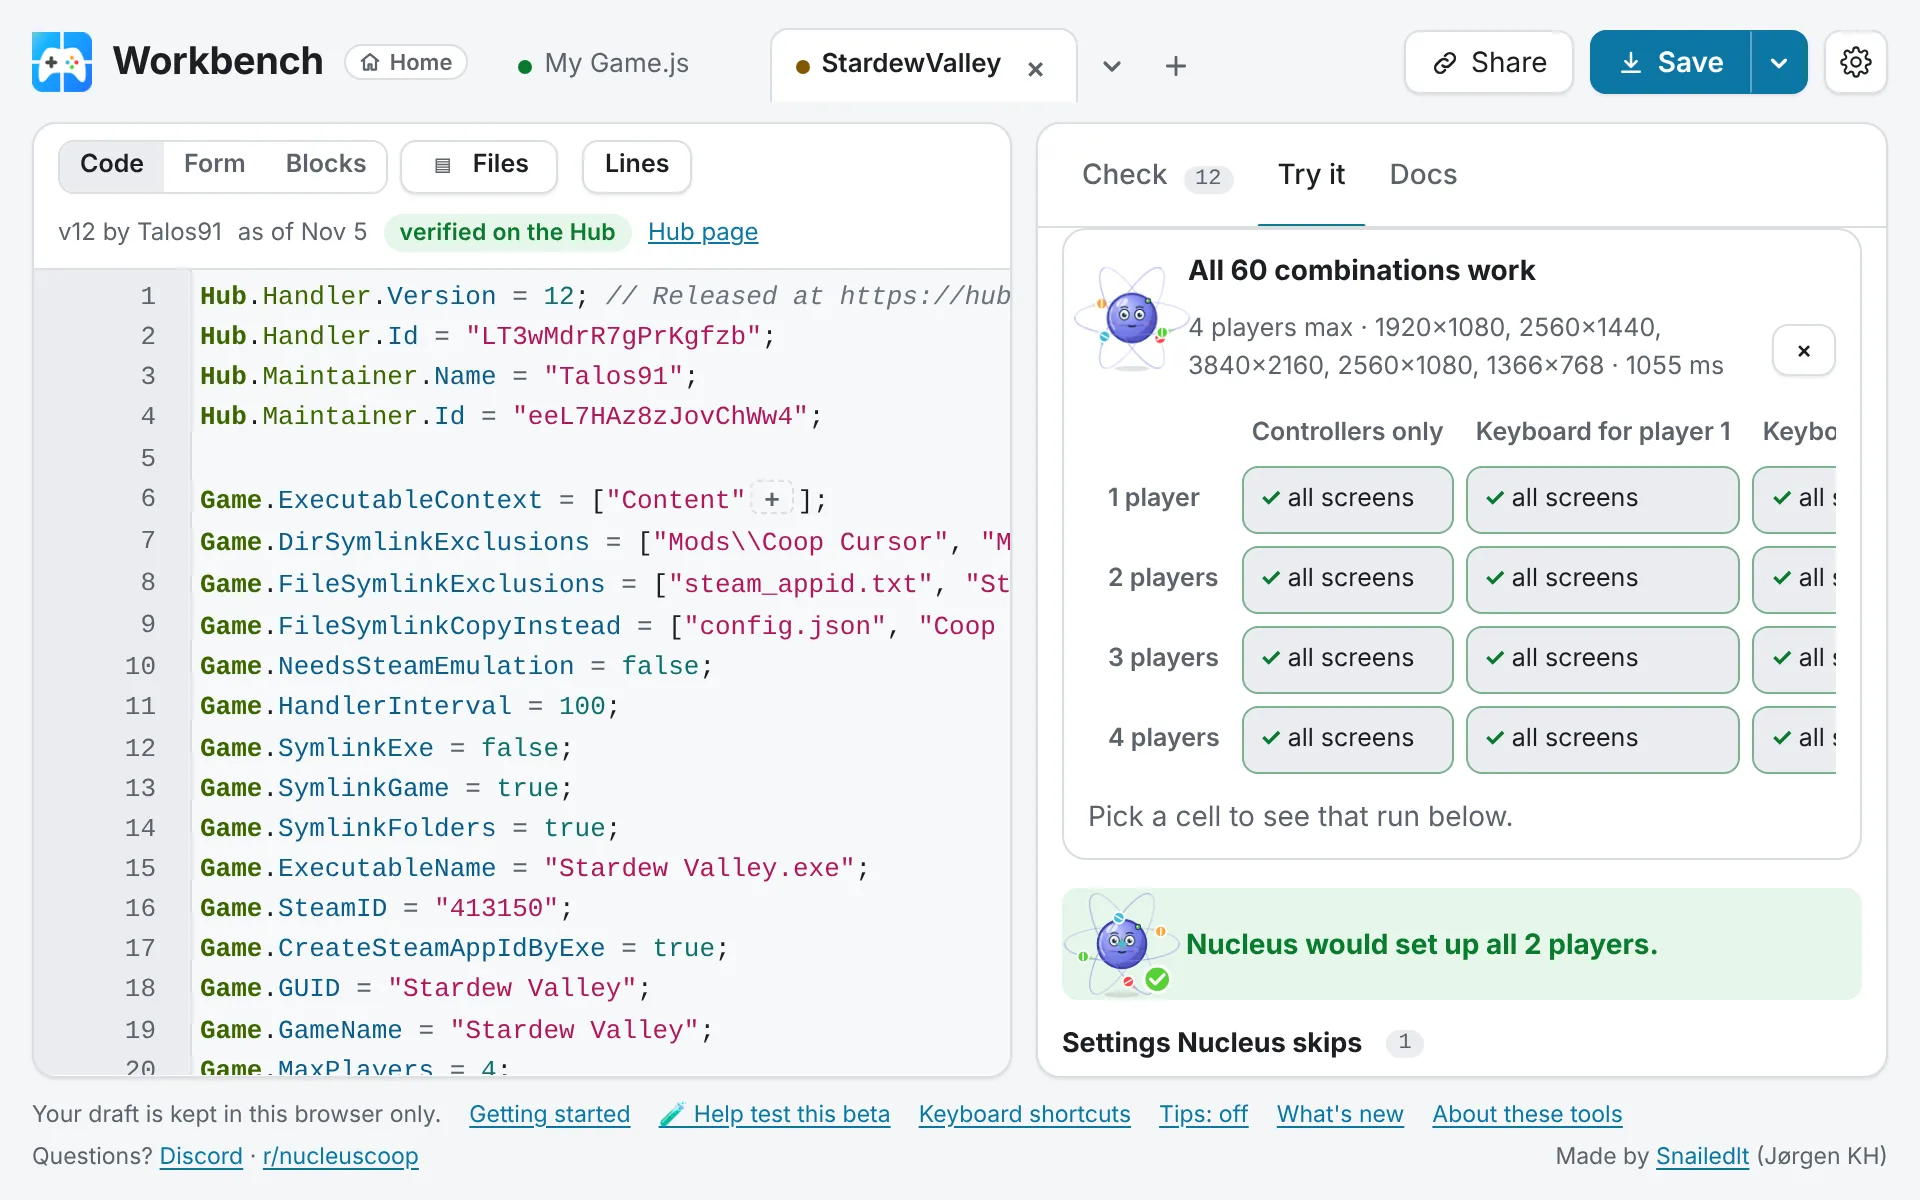 Workbench
Home
My Game.js
StardewValley
Share
Save
Code
Form
Blocks
Files
Lines
v12 by Talos91 as of Nov 5 verified on the Hub Hub page
1 Hub.Handler.Version = 12; // Released at https://hub
2 Hub.Handler.Id = "LT3wMdrR7gPrKgfzb";
3 Hub.Maintainer.Name = "Talos91";
4 Hub.Maintainer.Id = "eeL7HAz8zJovChWw4";
5
6 Game.ExecutableContext = ["Content" + ];
7 Game.DirSymlinkExclusions = ["Mods\\Coop Cursor", "M
8 Game.FileSymlinkExclusions = ["steam_appid.txt", "St
9 Game.FileSymlinkCopyInstead = ["config.json", "Coop
10 Game.NeedsSteamEmulation = false;
11 Game.HandlerInterval = 100;
12 Game.SymlinkExe = false;
13 Game.SymlinkGame = true;
14 Game.SymlinkFolders = true;
15 Game.ExecutableName = "Stardew Valley.exe";
16 Game.SteamID = "413150";
17 Game.CreateSteamAppIdByExe = true;
18 Game.GUID = "Stardew Valley";
19 Game.GameName = "Stardew Valley";
20 Game.MaxPlayers = 4;
Check 12
Try it
Docs
All 60 combinations work
4 players max · 1920×1080, 2560×1440,
3840×2160, 2560×1080, 1366×768 · 1055 ms
Controllers only Keyboard for player 1 Keybo
1 player ✓ all screens ✓ all screens ✓ all s
2 players ✓ all screens ✓ all screens ✓ all s
3 players ✓ all screens ✓ all screens ✓ all s
4 players ✓ all screens ✓ all screens ✓ all s
Pick a cell to see that run below.
Nucleus would set up all 2 players.
Settings Nucleus skips 1
Your draft is kept in this browser only. Getting started 🧪 Help test this beta Keyboard shortcuts Tips: off What's new About these tools
Questions? Discord · r/nucleuscoop
Made by SnailedIt (Jørgen KH)